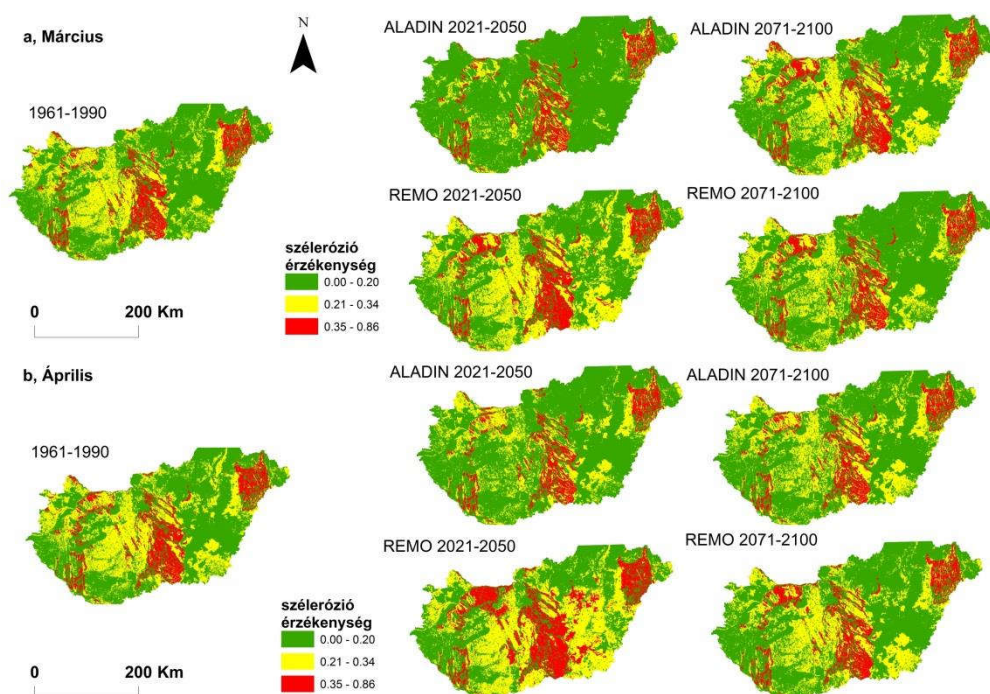 a, Március
N
1961-1990
ALADIN 2021-2050
ALADIN 2071-2100
REMO 2021-2050
REMO 2071-2100
szélerózió
érzékenység
0.00 - 0.20
0.21 - 0.34
0.35 - 0.86
0 200 Km
b, Április
1961-1990
ALADIN 2021-2050
ALADIN 2071-2100
REMO 2021-2050
REMO 2071-2100
szélerózió
érzékenység
0.00 - 0.20
0.21 - 0.34
0.35 - 0.86
0 200 Km